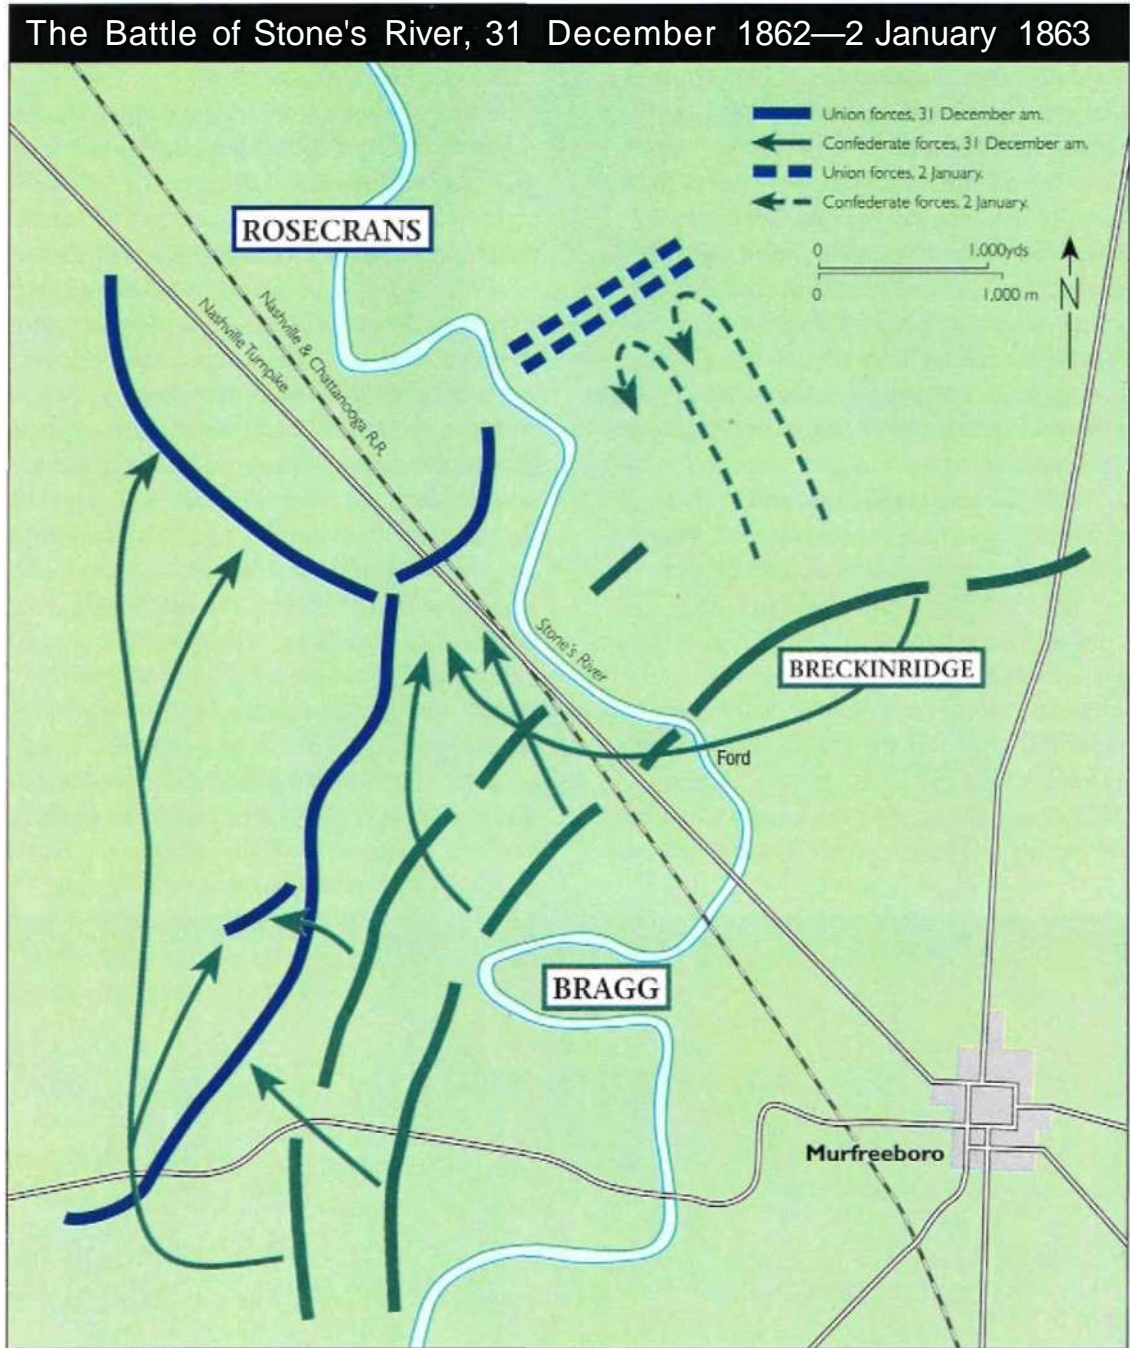 The Battle of Stone's River, 31 December 1862—2 January 1863
Union forces, 31 December am.
Confederate forces, 31 December am.
Union forces, 2 January.
Confederate forces, 2 January.
ROSECRANS
0 1,000yds
0 1,000 m
N
Nashville & Chattanooga R.R.
Nashville Turnpike
Stone's River
BRECKINRIDGE
Ford
BRAGG
Murfreeboro